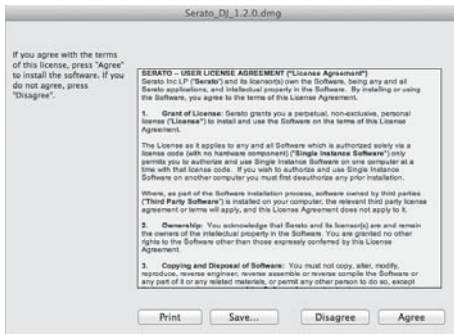 Serato_DJ_1.2.0.dmg
If you agree with the terms
of this license, press "Agree"
to install the software. If you
do not agree, press
"Disagree".
SERATO – USER LICENSE AGREEMENT ("License Agreement")
Serato Inc LP ("Serato") and its licensor(s) own the Software, being any and all
Serato applications, and intellectual property in the Software. By installing or using
the Software, you agree to the terms of this License Agreement.
1. Grant of License: Serato grants you a perpetual, non-exclusive, personal
license ("License") to install and use the Software on the terms of this License
Agreement.
The License as it applies to any and all Software which is authorized solely via a
license code (with no hardware component) ("Single Instance Software") only
permits you to authorize and use Single Instance Software on one computer at a
time with that license code. If you wish to authorize and use Single Instance
Software on another computer you must first deauthorize any prior installation.
Where, as part of the Software installation process, software owned by third parties
("Third Party Software") is installed on your computer, the relevant third party license
agreement or terms will apply, and this License Agreement does not apply to it.
2. Ownership: You acknowledge that Serato and its licensor(s) are and remain
the owners of the intellectual property in the Software. You are granted no other
rights to the Software other than those expressly conferred by this License
Agreement.
3. Copying and Disposal of Software: You must not copy, alter, modify,
reproduce, reverse engineer, reverse assemble or reverse compile the Software or
any part of it or any related materials, or permit any other person to do so, except
Print Save... Disagree Agree